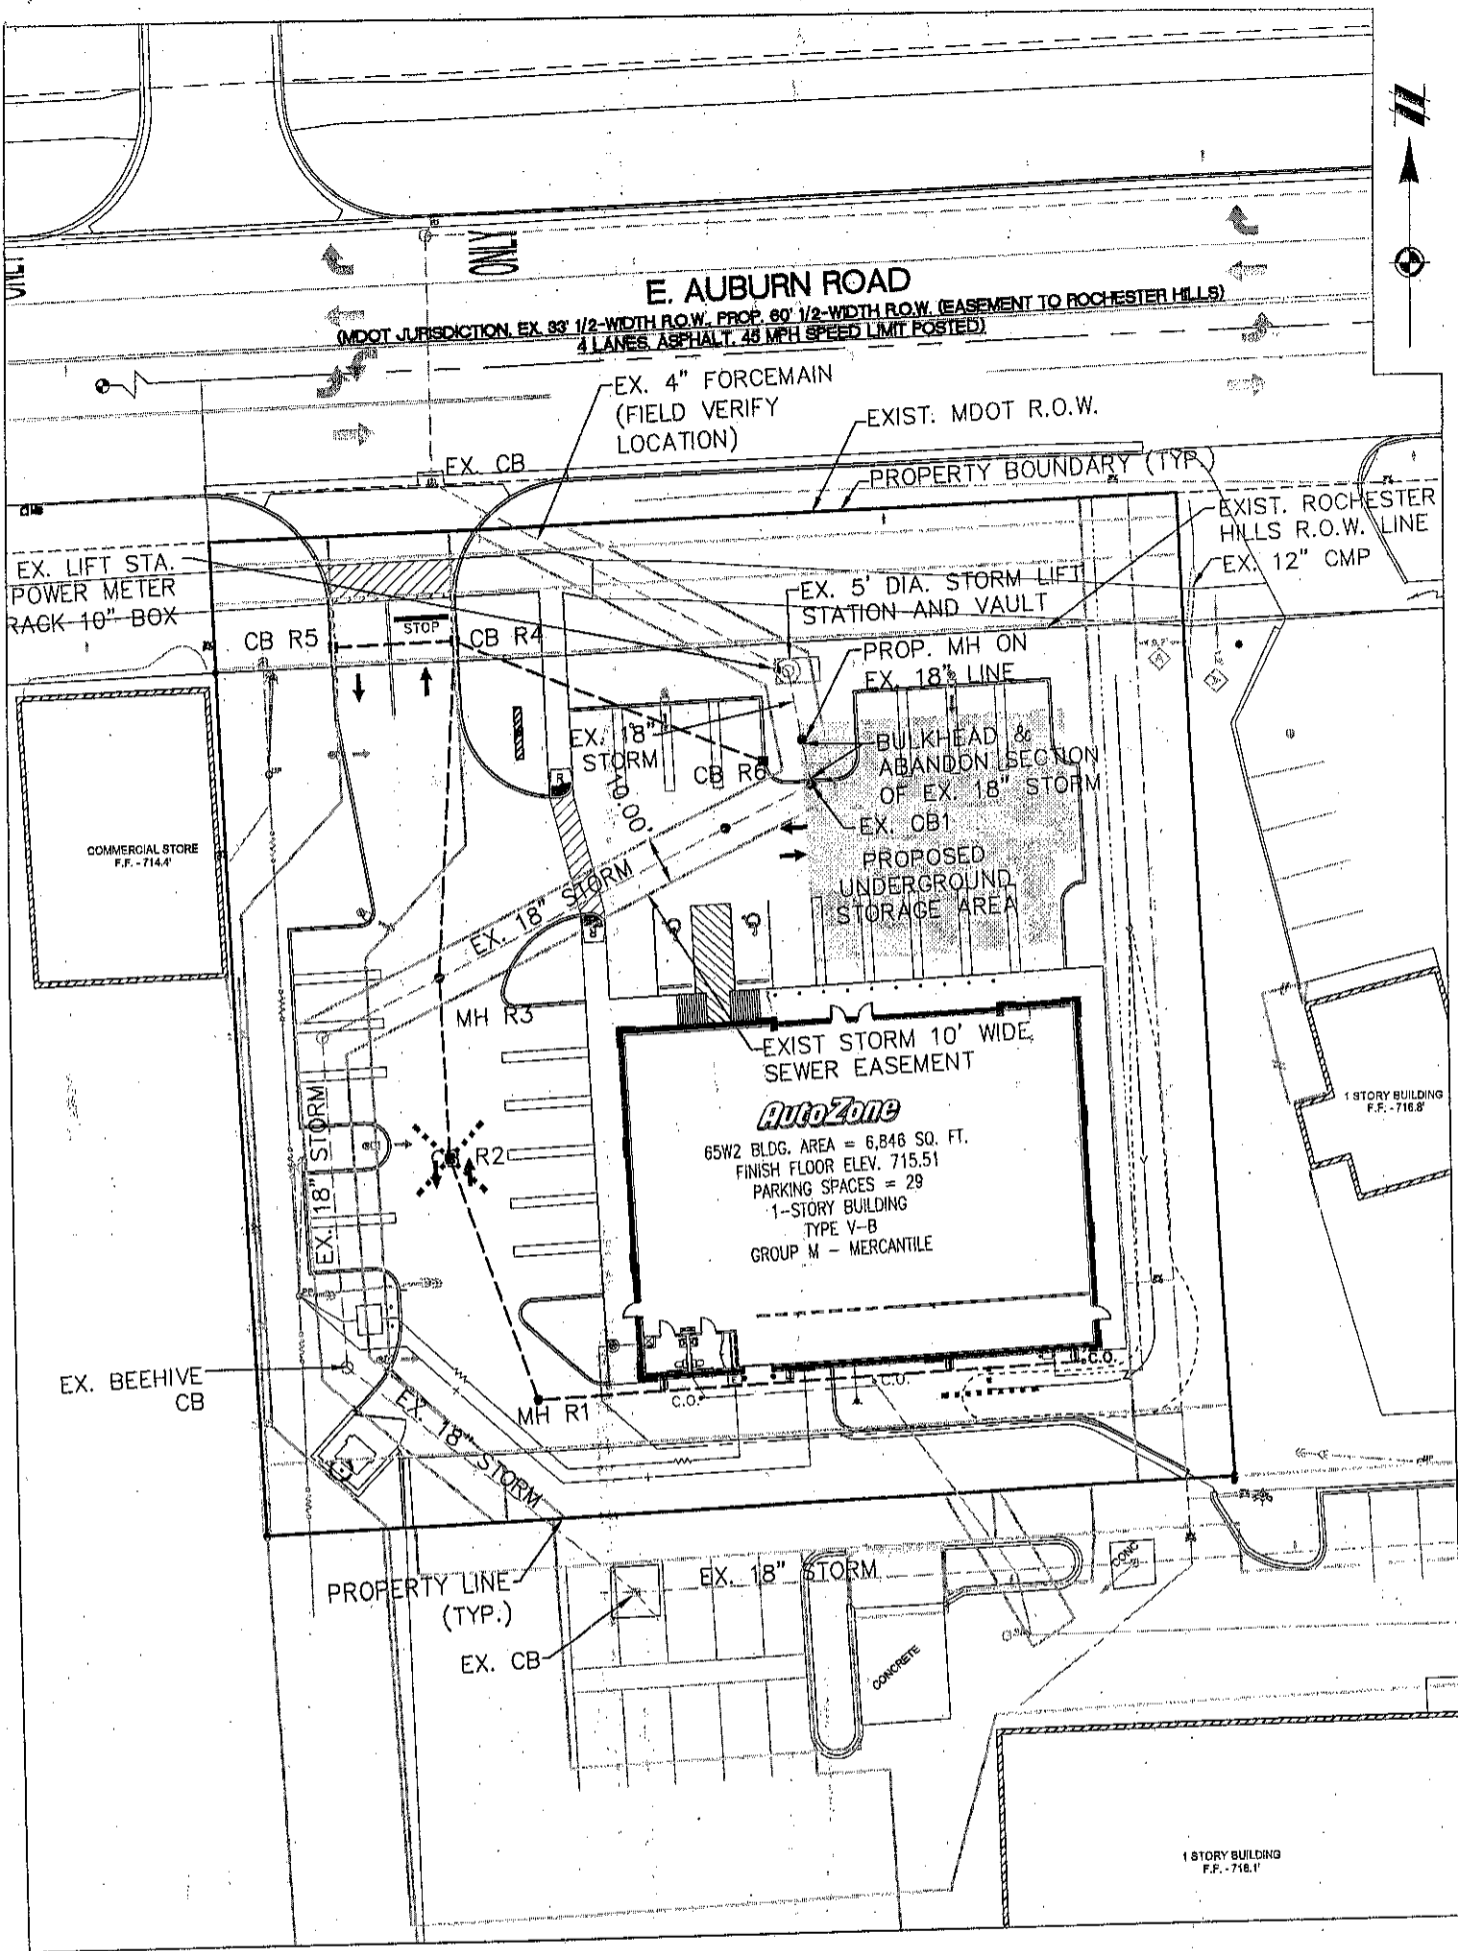 ONLY
E. AUBURN ROAD
(MDOT JURISDICTION, EX. 33' 1/2-WIDTH R.O.W., PROP. 60' 1/2-WIDTH R.O.W. (EASEMENT TO ROCHESTER HILLS)
4 LANES, ASPHALT, 45 MPH SPEED LIMIT POSTED)
EX. 4" FORCEMAIN
(FIELD VERIFY
LOCATION)
EXIST. MDOT R.O.W.
EX. CB
PROPERTY BOUNDARY (TYP.)
EXIST. ROCHESTER
HILLS R.O.W. LINE
EX. 12" CMP
EX. LIFT STA.
POWER METER
RACK 10" BOX
EX. 5' DIA. STORM LIFT
STATION AND VAULT
CB R5
STOP
CB R4
PROP. MH ON
EX. 18" LINE
EX. 18"
STORM
CB R6
BULKHEAD &
ABANDON SECTION
OF EX. 18" STORM
10.00'
EX. CB1
COMMERCIAL STORE
F.F. - 714.4'
PROPOSED
UNDERGROUND
STORAGE AREA
EX. 18" STORM
MH R3
EXIST STORM 10' WIDE
SEWER EASEMENT
AutoZone
65W2 BLDG. AREA = 6,846 SQ. FT.
FINISH FLOOR ELEV. 715.51
PARKING SPACES = 29
1-STORY BUILDING
TYPE V-B
GROUP M - MERCANTILE
1 STORY BUILDING
F.F. - 716.8'
EX. 18" STORM
R2
EX. BEEHIVE
CB
MH R1
C.O.
C.O.
C.O.
EX. 18" STORM
PROPERTY LINE
(TYP.)
EX. 18" STORM
CONC
EX. CB
CONCRETE
1 STORY BUILDING
F.F. - 716.1'